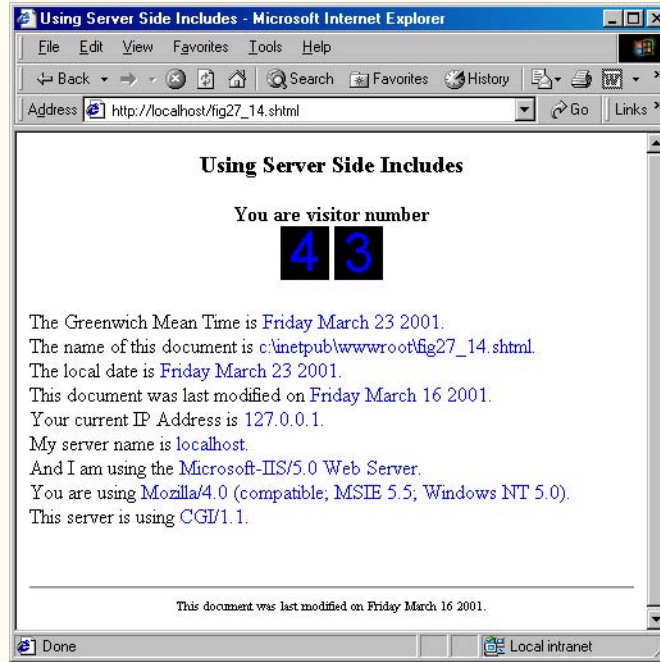 Using Server Side Includes - Microsoft Internet Explorer
File Edit View Favorites Tools Help
Back Search Favorites History
Address http://localhost/fig27_14.shtml Go Links
Using Server Side Includes
You are visitor number
4 3
The Greenwich Mean Time is Friday March 23 2001.
The name of this document is c:\inetpub\wwwroot\fig27_14.shtml.
The local date is Friday March 23 2001.
This document was last modified on Friday March 16 2001.
Your current IP Address is 127.0.0.1.
My server name is localhost.
And I am using the Microsoft-IIS/5.0 Web Server.
You are using Mozilla/4.0 (compatible; MSIE 5.5; Windows NT 5.0).
This server is using CGI/1.1.
This document was last modified on Friday March 16 2001.
Done Local intranet